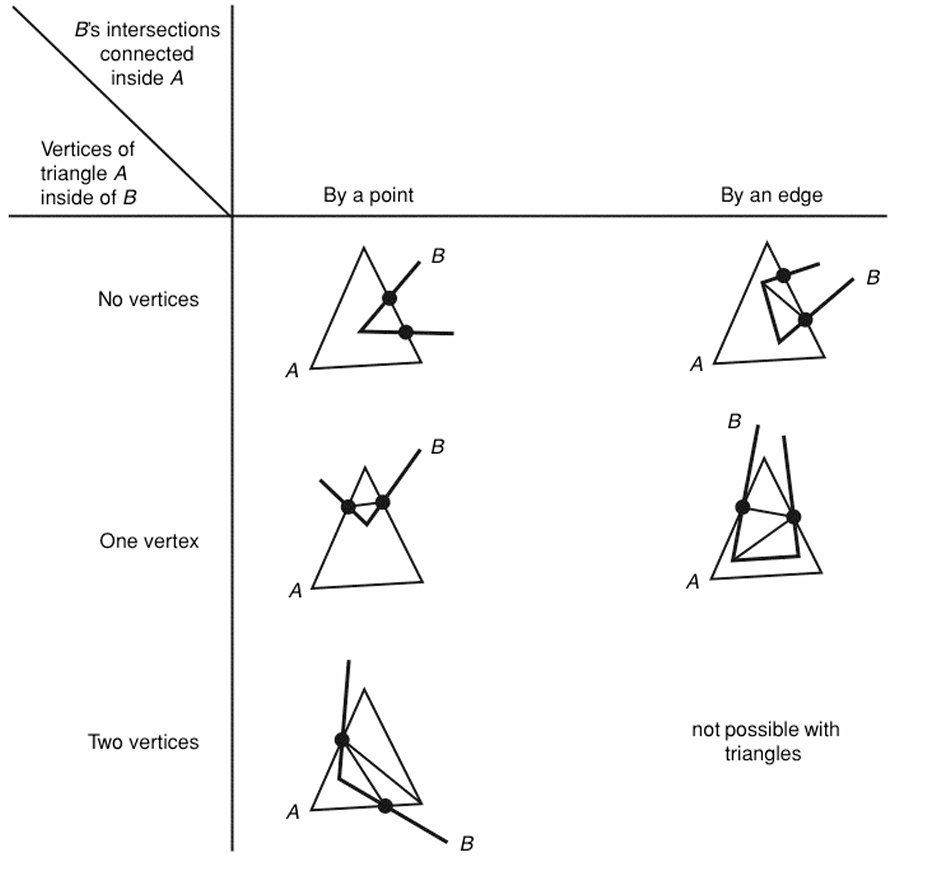 B's intersections
connected
inside A
Vertices of
triangle A
inside of B
By a point
By an edge
No vertices
B
A
B
A
One vertex
B
A
B
A
Two vertices
A
B
not possible with
triangles